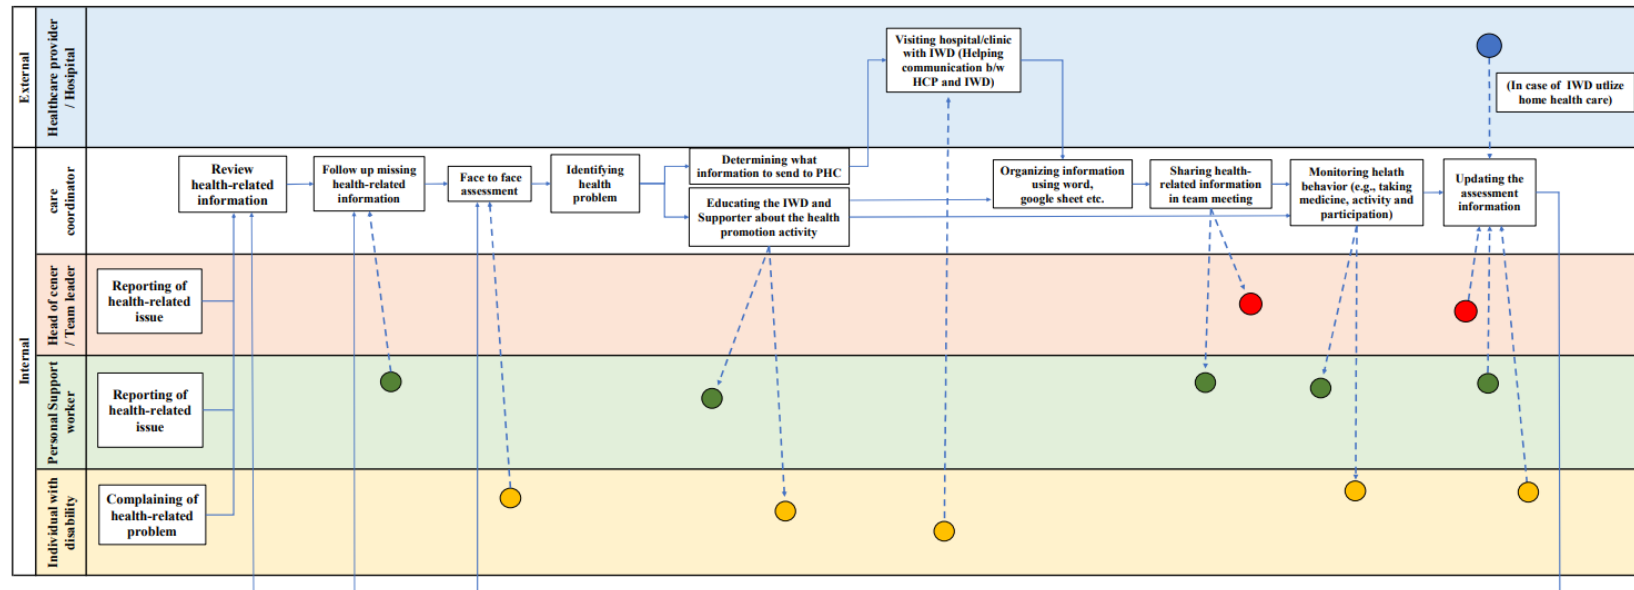 External
Healthcare provider
/ Hosipital
Visiting hospital/clinic
with IWD (Helping
communication b/w
HCP and IWD)
(In case of IWD utlize
home health care)
Internal
care
coordinator
Review
health-related
information
Follow up missing
health-related
information
Face to face
assessment
Identifying
health
problem
Determining what
information to send to PHC
Educating the IWD and
Supporter about the health
promotion activity
Organizing information
using word,
google sheet etc.
Sharing health-
related information
in team meeting
Monitoring helath
behavior (e.g., taking
medicine, activity and
participation)
Updating the
assessment
information
Head of cener
/ Team leader
Reporting of
health-related
issue
Personal Support
worker
Reporting of
health-related
issue
Individual with
disability
Complaining of
health-related
problem